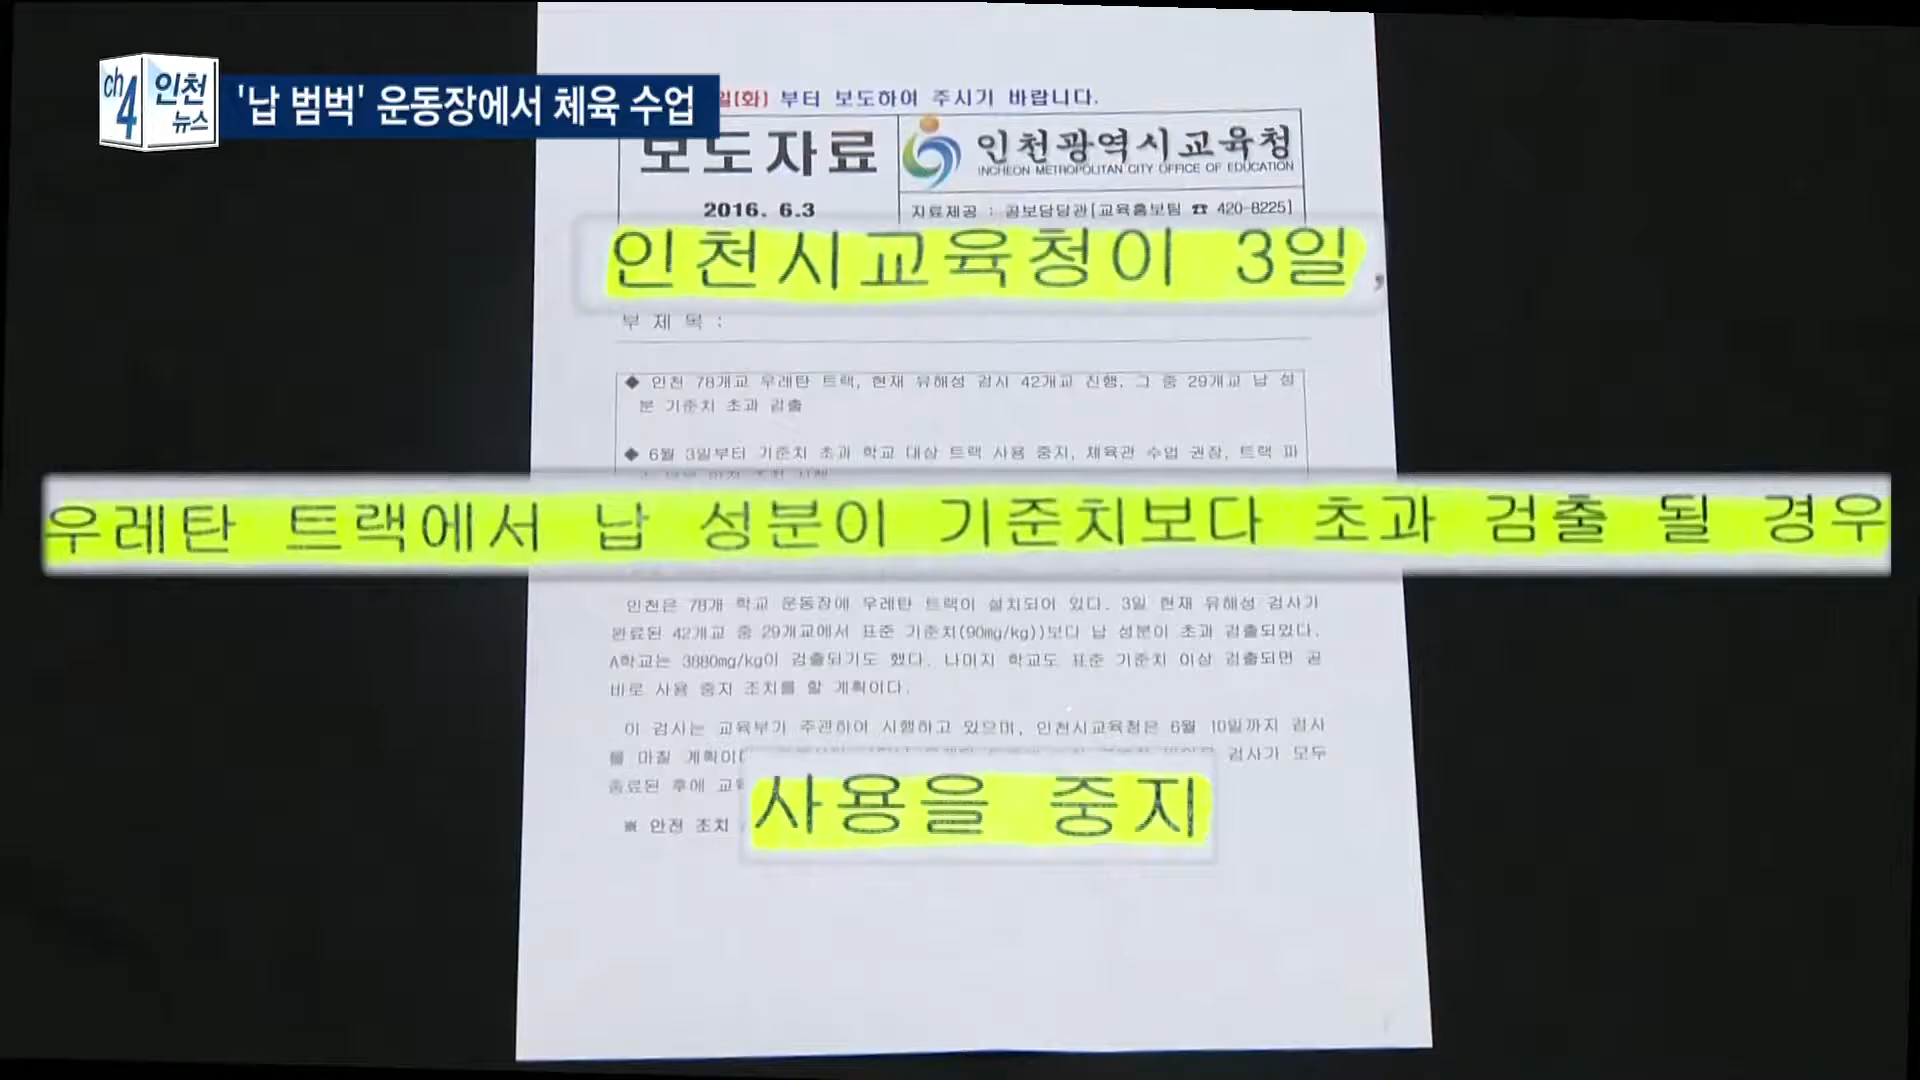 ch4 인천 뉴스
'납 범벅' 운동장에서 체육 수업
일(화) 부터 보도하여 주시기 바랍니다.
보도자료
인천광역시교육청
INCHEON METROPOLITAN CITY OFFICE OF EDUCATION
2016. 6.3
자료제공 : 공보담당관[교육홍보팀 ☎ 420-8225]
인천시교육청이 3일,
부 제 목 :
◆ 인천 78개교 우레탄 트랙, 현재 유해성 검사 42개교 진행, 그 중 29개교 납 성
분 기준치 초과 검출
◆ 6월 3일부터 기준치 초과 학교 대상 트랙 사용 중지, 체육관 수업 권장, 트랙 파
우레탄 트랙에서 납 성분이 기준치보다 초과 검출 될 경우
인천은 78개 학교 운동장에 우레탄 트랙이 설치되어 있다. 3일 현재 유해성 검사가
완료된 42개교 중 29개교에서 표준 기준치(90mg/kg))보다 납 성분이 초과 검출되었다.
A학교는 3880mg/kg이 검출되기도 했다. 나머지 학교도 표준 기준치 이상 검출되면 곧
바로 사용 중지 조치를 할 계획이다.
이 검사는 교육부가 주관하여 시행하고 있으며, 인천시교육청은 6월 10일까지 검사
를 마칠 계획이 검사가 모두
종료된 후에
사용을 중지
※ 안전 조치